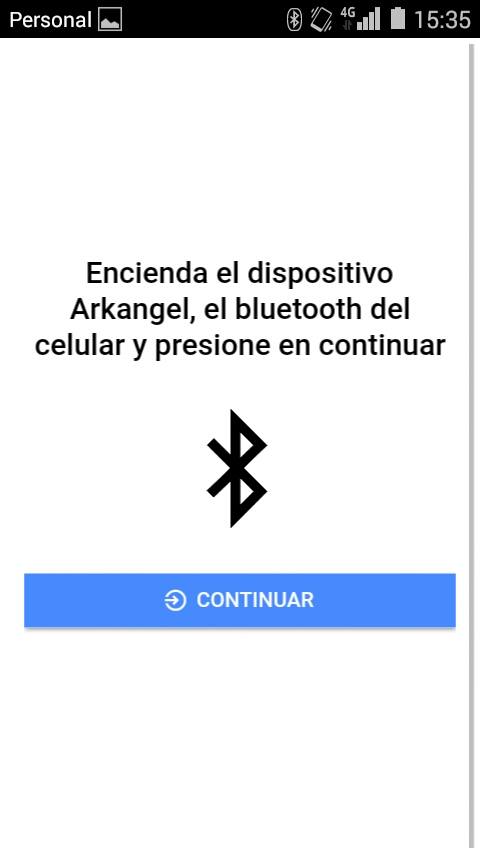 Personal 4G 15:35
Encienda el dispositivo
Arkangel, el bluetooth del
celular y presione en continuar
CONTINUAR